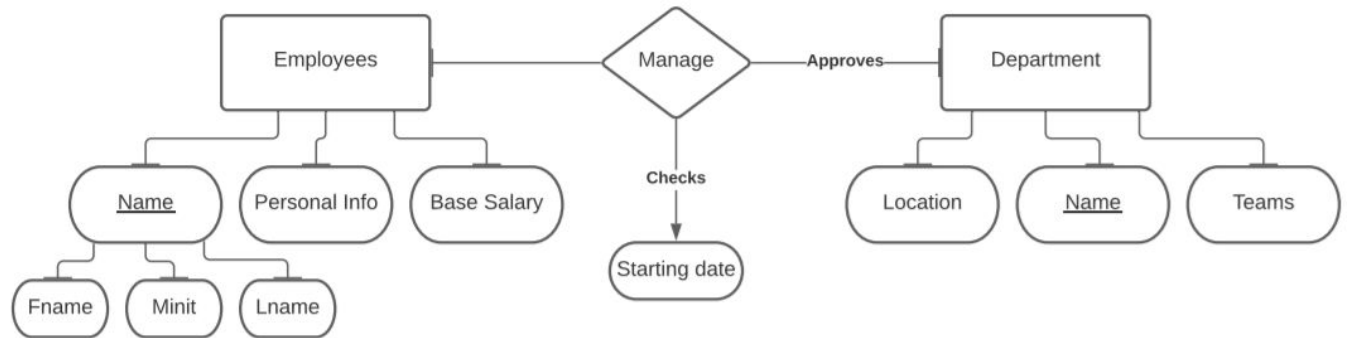 Employees
Manage
Approves
Department
Checks
Name
Personal Info
Base Salary
Location
Name
Teams
Starting date
Fname
Minit
Lname